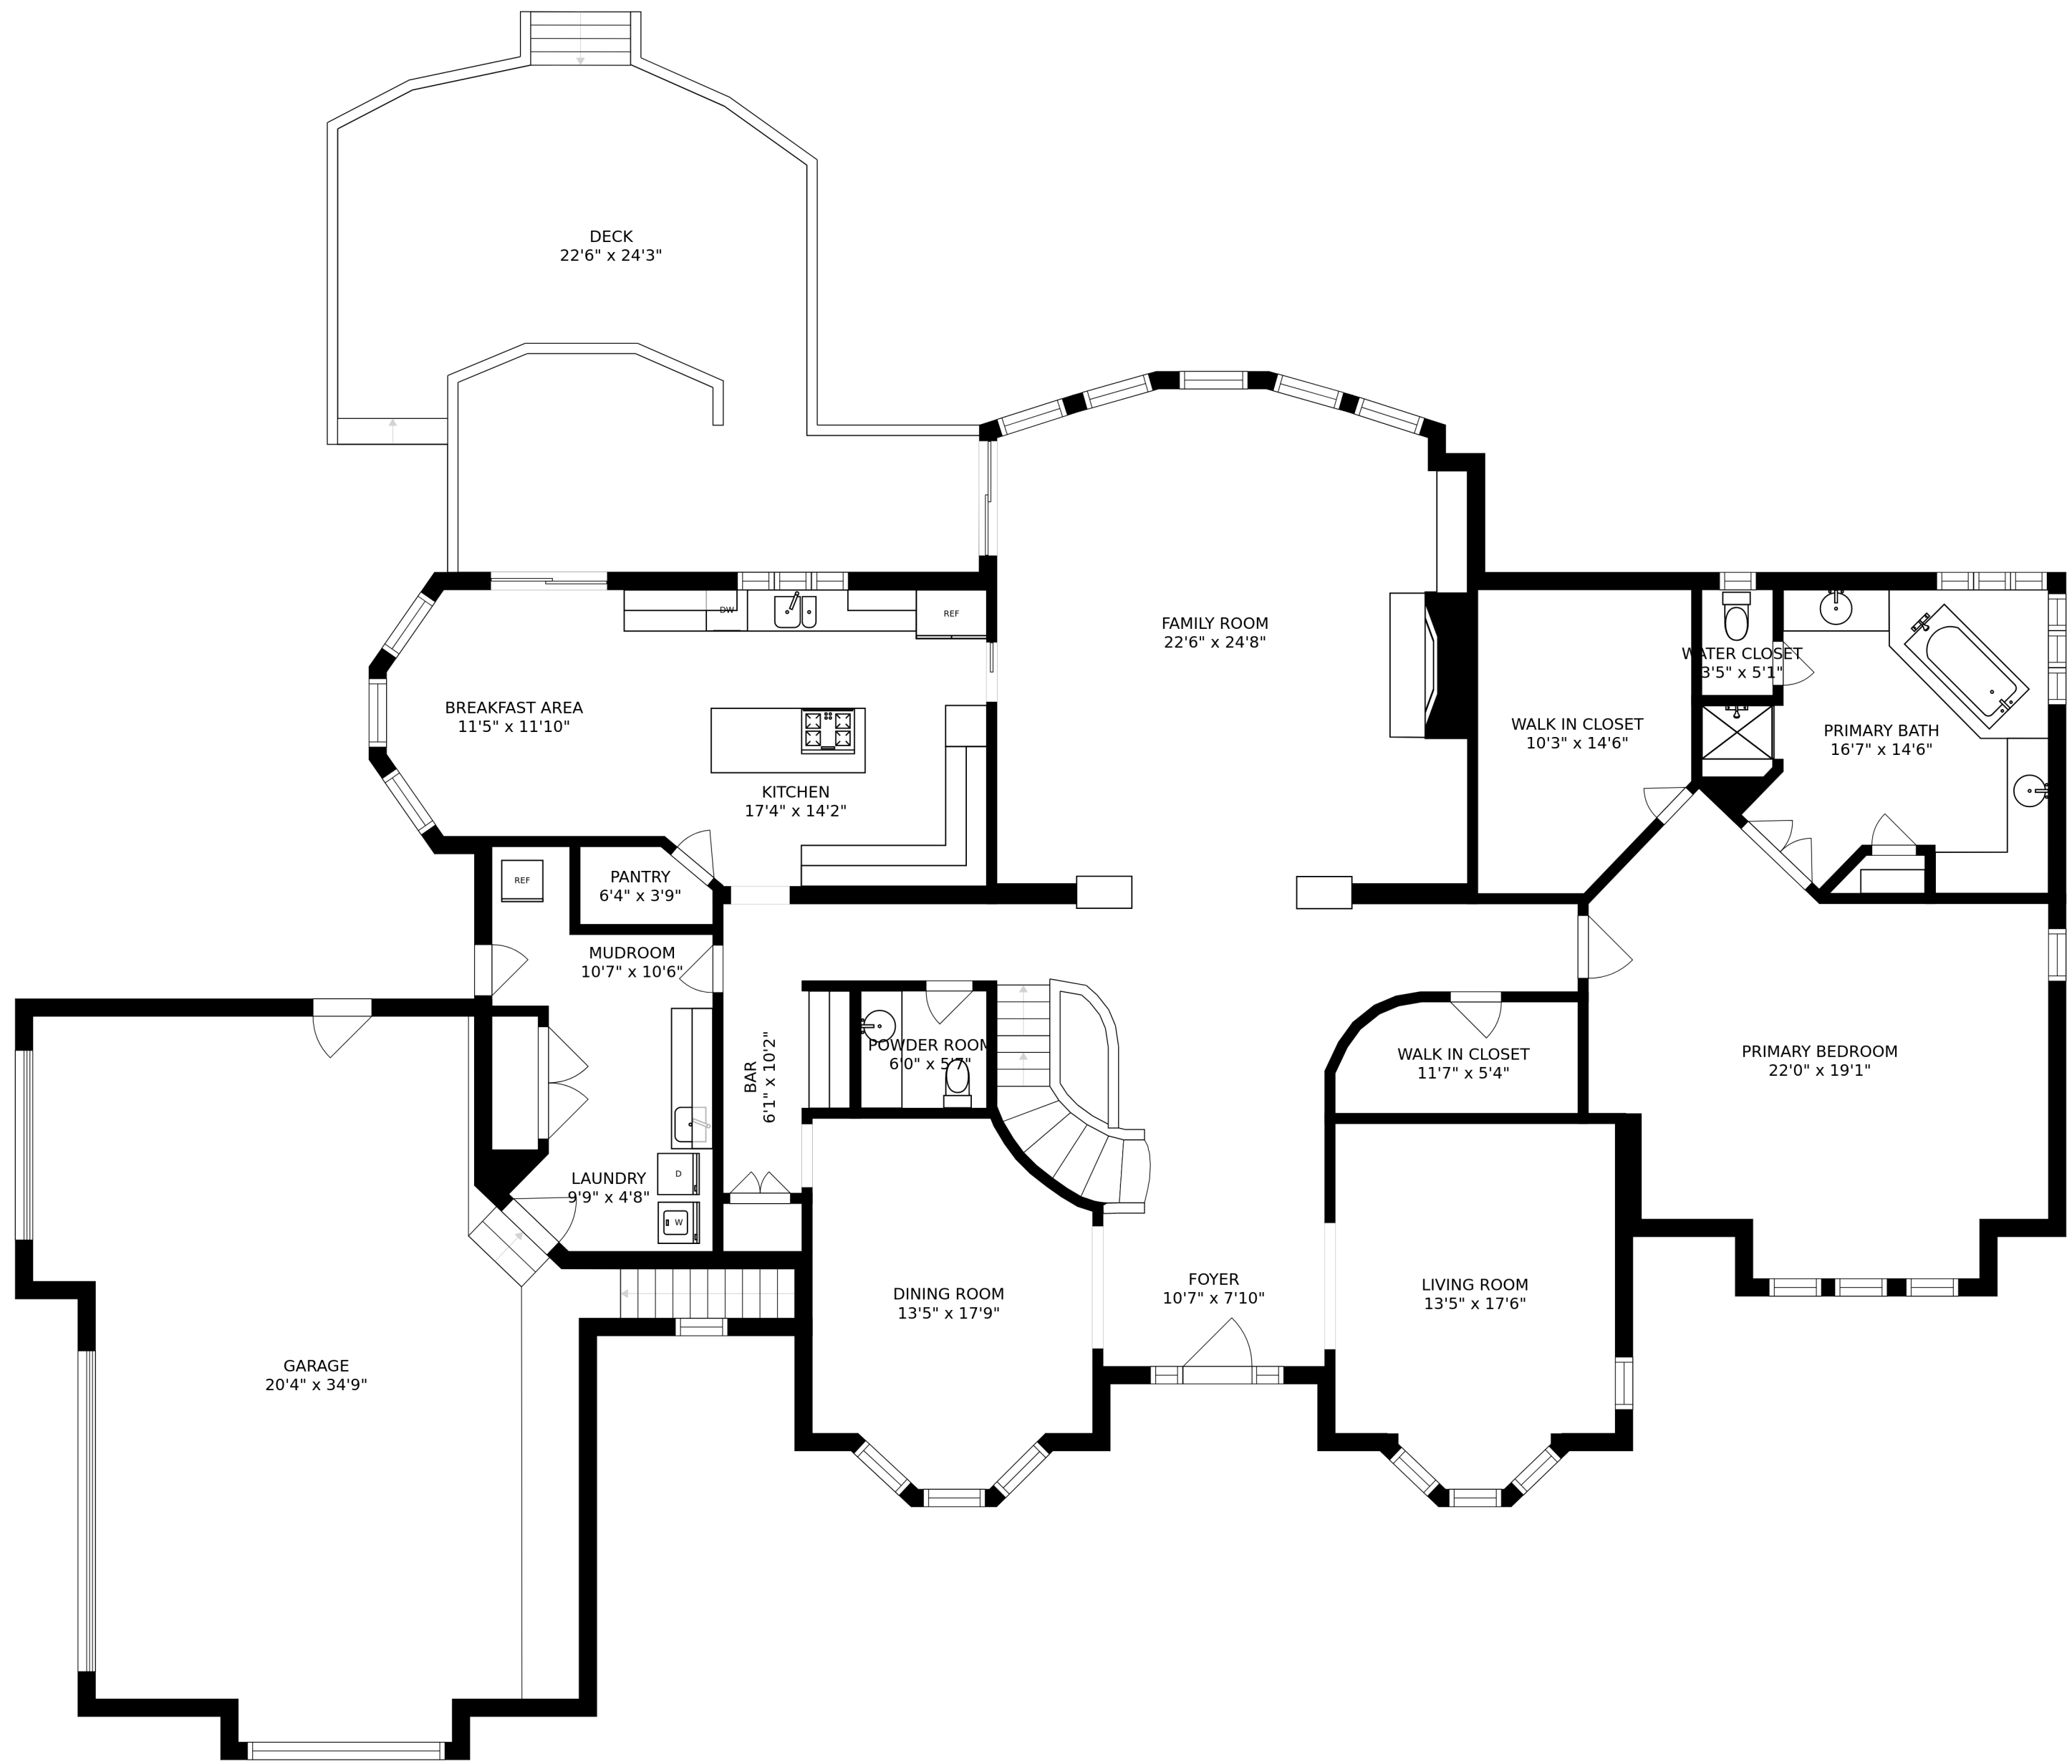 DECK
22'6" x 24'3"
FAMILY ROOM
22'6" x 24'8"
DW
REF
WATER CLOSET
3'5" x 5'1"
BREAKFAST AREA
11'5" x 11'10"
WALK IN CLOSET
10'3" x 14'6"
PRIMARY BATH
16'7" x 14'6"
KITCHEN
17'4" x 14'2"
REF
PANTRY
6'4" x 3'9"
MUDROOM
10'7" x 10'6"
BAR
6'1" x 10'2"
POWDER ROOM
6'0" x 5'7"
WALK IN CLOSET
11'7" x 5'4"
PRIMARY BEDROOM
22'0" x 19'1"
LAUNDRY
9'9" x 4'8"
D
W
DINING ROOM
13'5" x 17'9"
FOYER
10'7" x 7'10"
LIVING ROOM
13'5" x 17'6"
GARAGE
20'4" x 34'9"